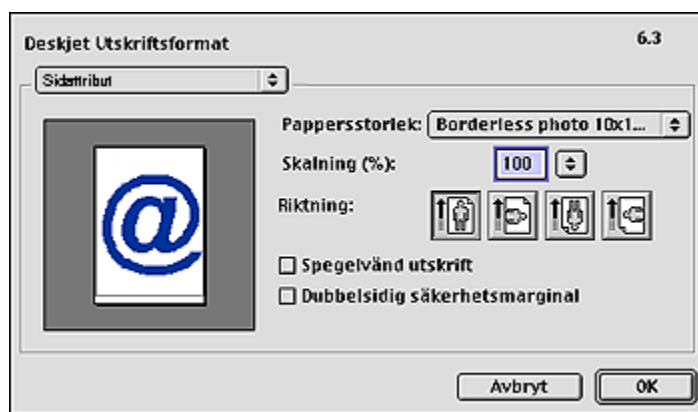 Deskjet Utskriftsformat 6.3
Sidattribut
Pappersstorlek: Borderless photo 10x1...
Skalning (%): 100
Riktning:
@
Spegelvänd utskrift
Dubbelsidig säkerhetsmarginal
Avbryt OK